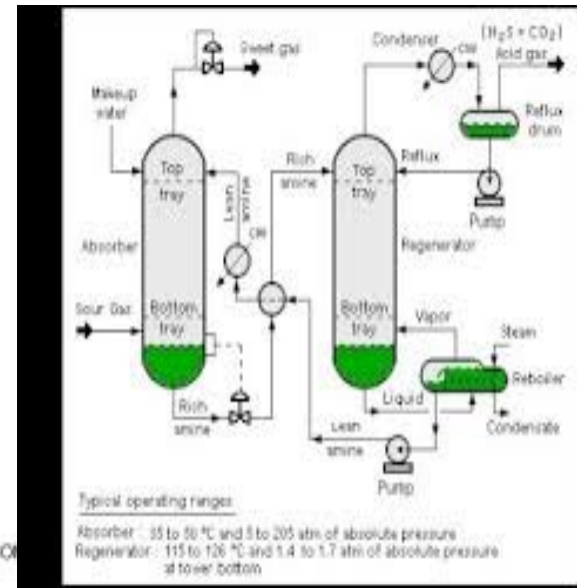 Sweet gas
Condenser
CW
(H2S + CO2)
Acid gas
Makeup
water
Reflux
drum
Top
tray
Lean
amine
Rich
amine
Top
tray
Reflux
Pump
Absorber
CW
Regenerator
Sour Gas
Bottom
tray
Bottom
tray
Vapor
Steam
Reboiler
Rich
amine
Liquid
Condensate
Lean
amine
Pump
Typical operating ranges
Absorber : 35 to 50 °C and 5 to 205 atm of absolute pressure
Regenerator : 115 to 126 °C and 1.4 to 1.7 atm of absolute pressure
at tower bottom